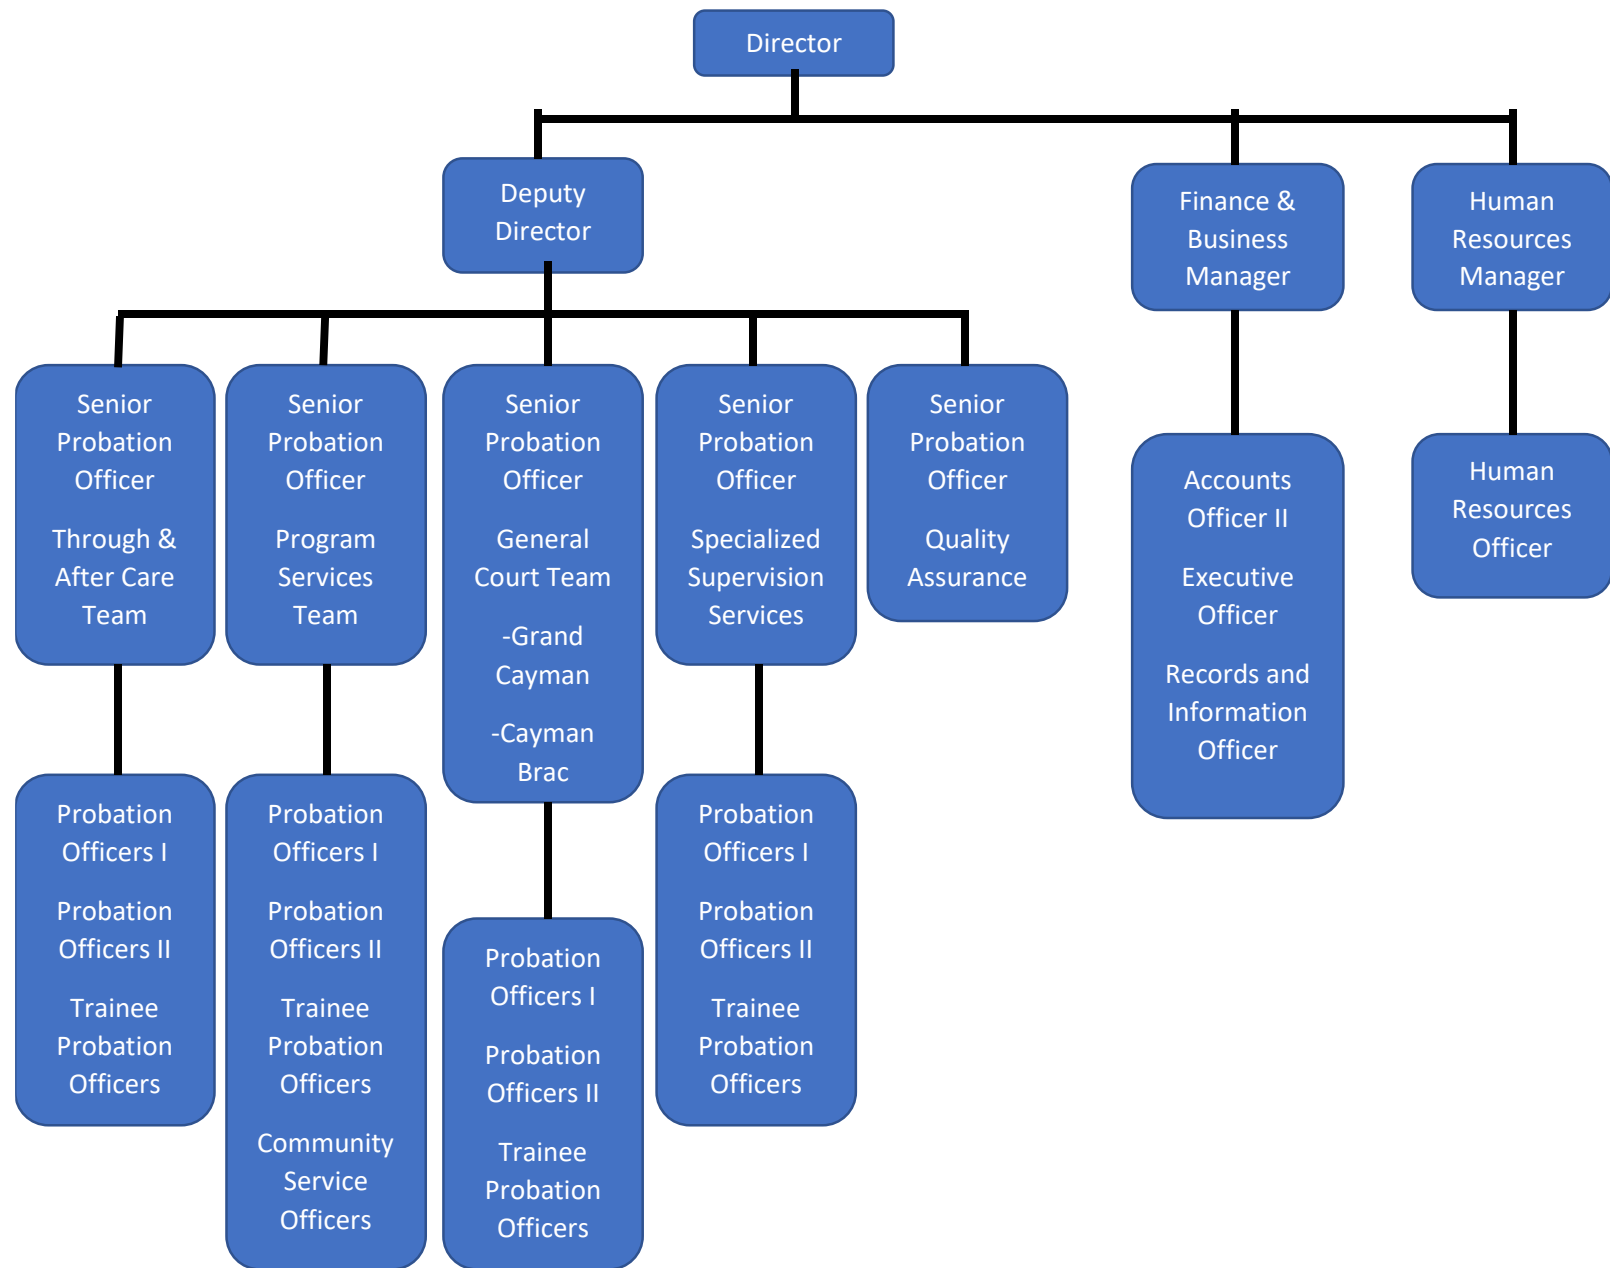 Director
Deputy
Director
Finance &
Business
Manager
Human
Resources
Manager
Senior
Probation
Officer
Through &
After Care
Team
Senior
Probation
Officer
Program
Services
Team
Senior
Probation
Officer
General
Court Team
-Grand
Cayman
-Cayman
Brac
Senior
Probation
Officer
Specialized
Supervision
Services
Senior
Probation
Officer
Quality
Assurance
Accounts
Officer II
Executive
Officer
Records and
Information
Officer
Human
Resources
Officer
Probation
Officers I
Probation
Officers II
Trainee
Probation
Officers
Probation
Officers I
Probation
Officers II
Trainee
Probation
Officers
Community
Service
Officers
Probation
Officers I
Probation
Officers II
Trainee
Probation
Officers
Probation
Officers I
Probation
Officers II
Trainee
Probation
Officers